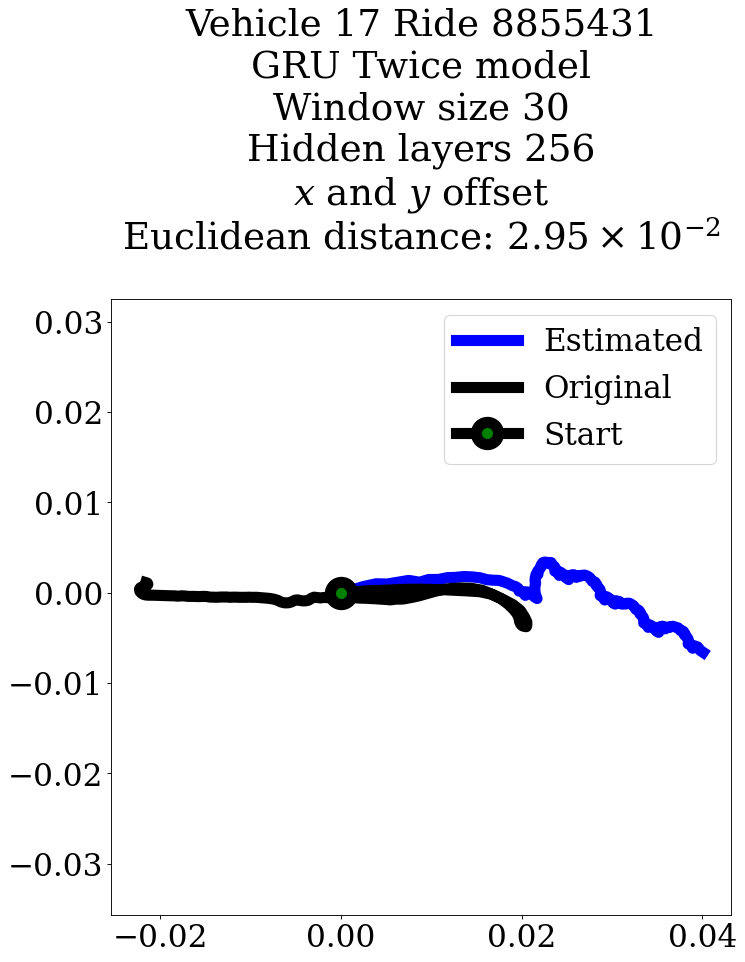 Vehicle 17 Ride 8855431
GRU Twice model
Window size 30
Hidden layers 256
x and y offset
Euclidean distance: 2.95 × 10⁻²
Estimated
Original
Start
0.03
0.02
0.01
0.00
−0.01
−0.02
−0.03
−0.02 0.00 0.02 0.04